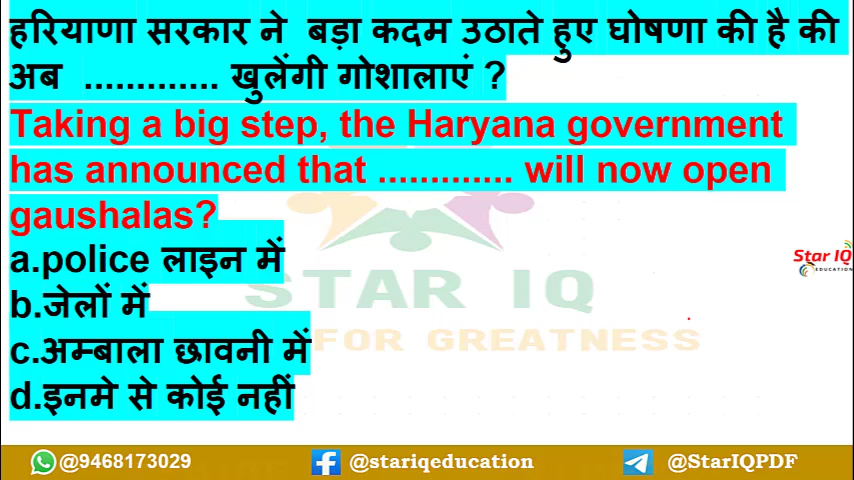 हरियाणा सरकार ने बड़ा कदम उठाते हुए घोषणा की है की
अब ............. खुलेंगी गोशालाएं ?
Taking a big step, the Haryana government
has announced that ............. will now open
gaushalas?
a.police लाइन में
b.जेलों में
c.अम्बाला छावनी में
d.इनमे से कोई नहीं
STAR IQ
FOR GREATNESS
Star IQ
EDUCATION
@9468173029
@stariqeducation
@StarIQPDF